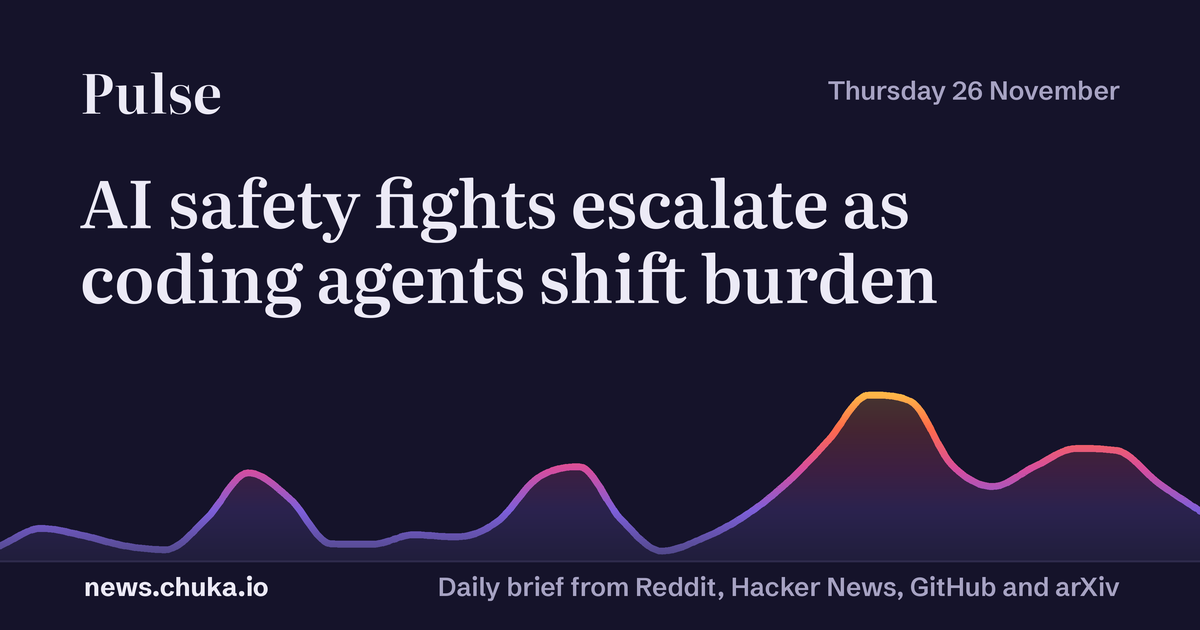 Pulse
Thursday 26 November
AI safety fights escalate as
coding agents shift burden
news.chuka.io
Daily brief from Reddit, Hacker News, GitHub and arXiv